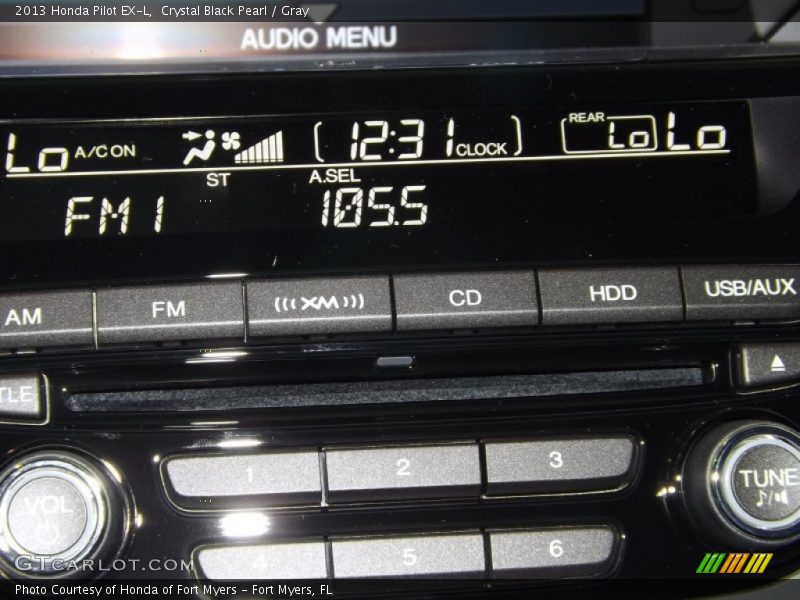 2013 Honda Pilot EX-L, Crystal Black Pearl / Gray
AUDIO MENU
Lo A/C ON 12:31 CLOCK REAR Lo Lo
ST A.SEL
FM1 105.5
AM FM XM CD HDD USB/AUX
TLE
1 2 3
VOL TUNE
4 5 6
GTCARLOT.COM
Photo Courtesy of Honda of Fort Myers - Fort Myers, FL